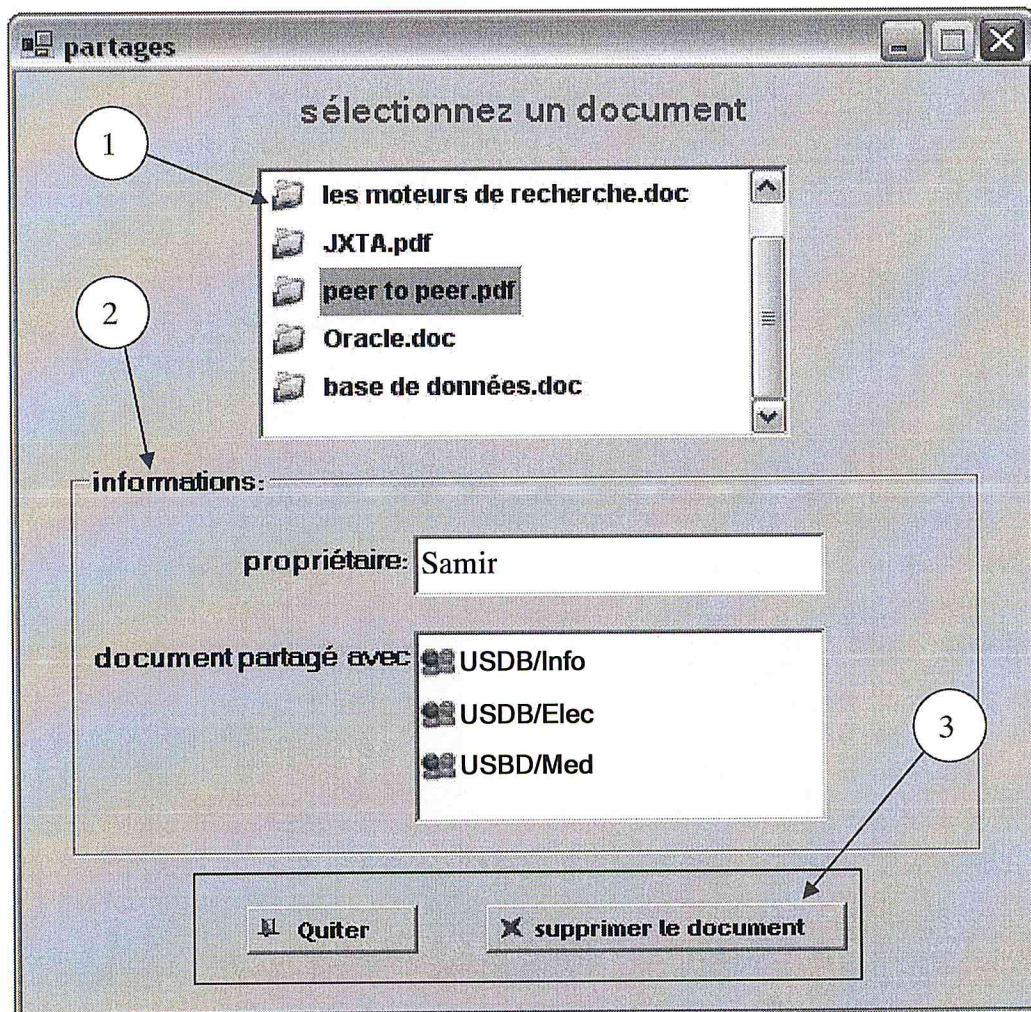 partages
sélectionnez un document
1
les moteurs de recherche.doc
JXTA.pdf
peer to peer.pdf
2
Oracle.doc
base de données.doc
informations:
propriétaire: Samir
document partagé avec
USDB/Info
USDB/Elec
3
USBD/Med
Quiter
supprimer le document